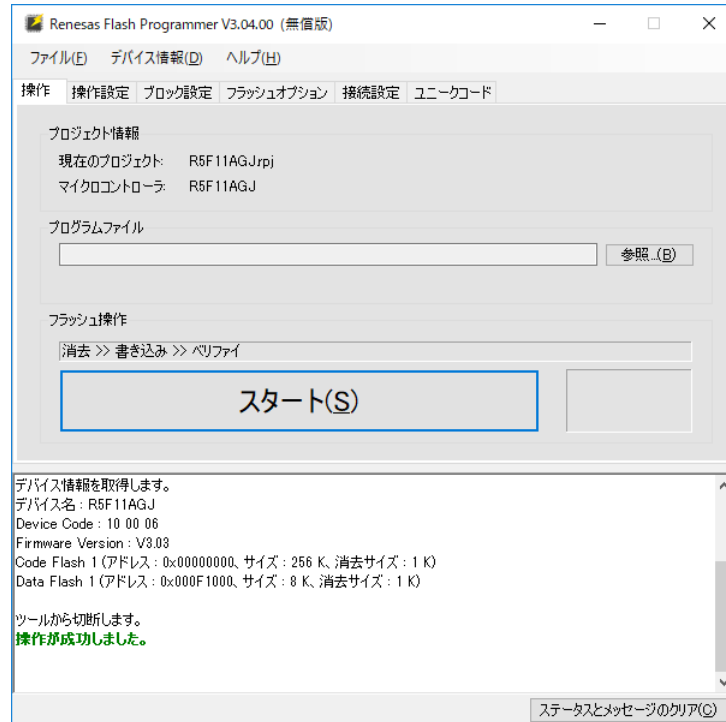 Renesas Flash Programmer V3.04.00 (無償版)
ファイル(F) デバイス情報(D) ヘルプ(H)
操作 操作設定 ブロック設定 フラッシュオプション 接続設定 ユニークコード
プロジェクト情報
現在のプロジェクト: R5F11AGJ.rpj
マイクロコントローラ: R5F11AGJ
プログラムファイル
参照...(B)
フラッシュ操作
消去 >> 書き込み >> ベリファイ
スタート(S)
デバイス情報を取得します。
デバイス名 : R5F11AGJ
Device Code : 10 00 06
Firmware Version : V3.03
Code Flash 1 (アドレス : 0x00000000、サイズ : 256 K、消去サイズ : 1 K)
Data Flash 1 (アドレス : 0x000F1000、サイズ : 8 K、消去サイズ : 1 K)
ツールから切断します。
操作が成功しました。
ステータスとメッセージのクリア(C)